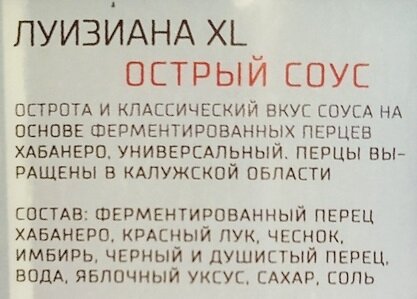 ЛУИЗИАНА XL
ОСТРЫЙ СОУС
ОСТРОТА И КЛАССИЧЕСКИЙ ВКУС СОУСА НА
ОСНОВЕ ФЕРМЕНТИРОВАННЫХ ПЕРЦЕВ
ХАБАНЕРО, УНИВЕРСАЛЬНЫЙ. ПЕРЦЫ ВЫ-
РАЩЕНЫ В КАЛУЖСКОЙ ОБЛАСТИ
СОСТАВ: ФЕРМЕНТИРОВАННЫЙ ПЕРЕЦ
ХАБАНЕРО, КРАСНЫЙ ЛУК, ЧЕСНОК,
ИМБИРЬ, ЧЕРНЫЙ И ДУШИСТЫЙ ПЕРЕЦ,
ВОДА, ЯБЛОЧНЫЙ УКСУС, САХАР, СОЛЬ